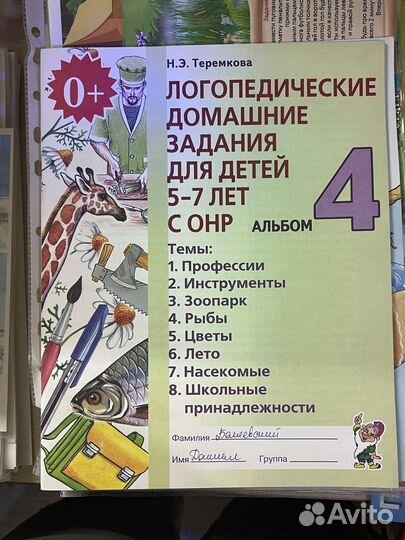 Н.Э. Теремкова
0+
ЛОГОПЕДИЧЕСКИЕ
ДОМАШНИЕ
ЗАДАНИЯ
ДЛЯ ДЕТЕЙ
5–7 ЛЕТ
С ОНР АЛЬБОМ 4
Темы:
1. Профессии
2. Инструменты
3. Зоопарк
4. Рыбы
5. Цветы
6. Лето
7. Насекомые
8. Школьные
принадлежности
Фамилия
Имя Даниил Группа
Avito